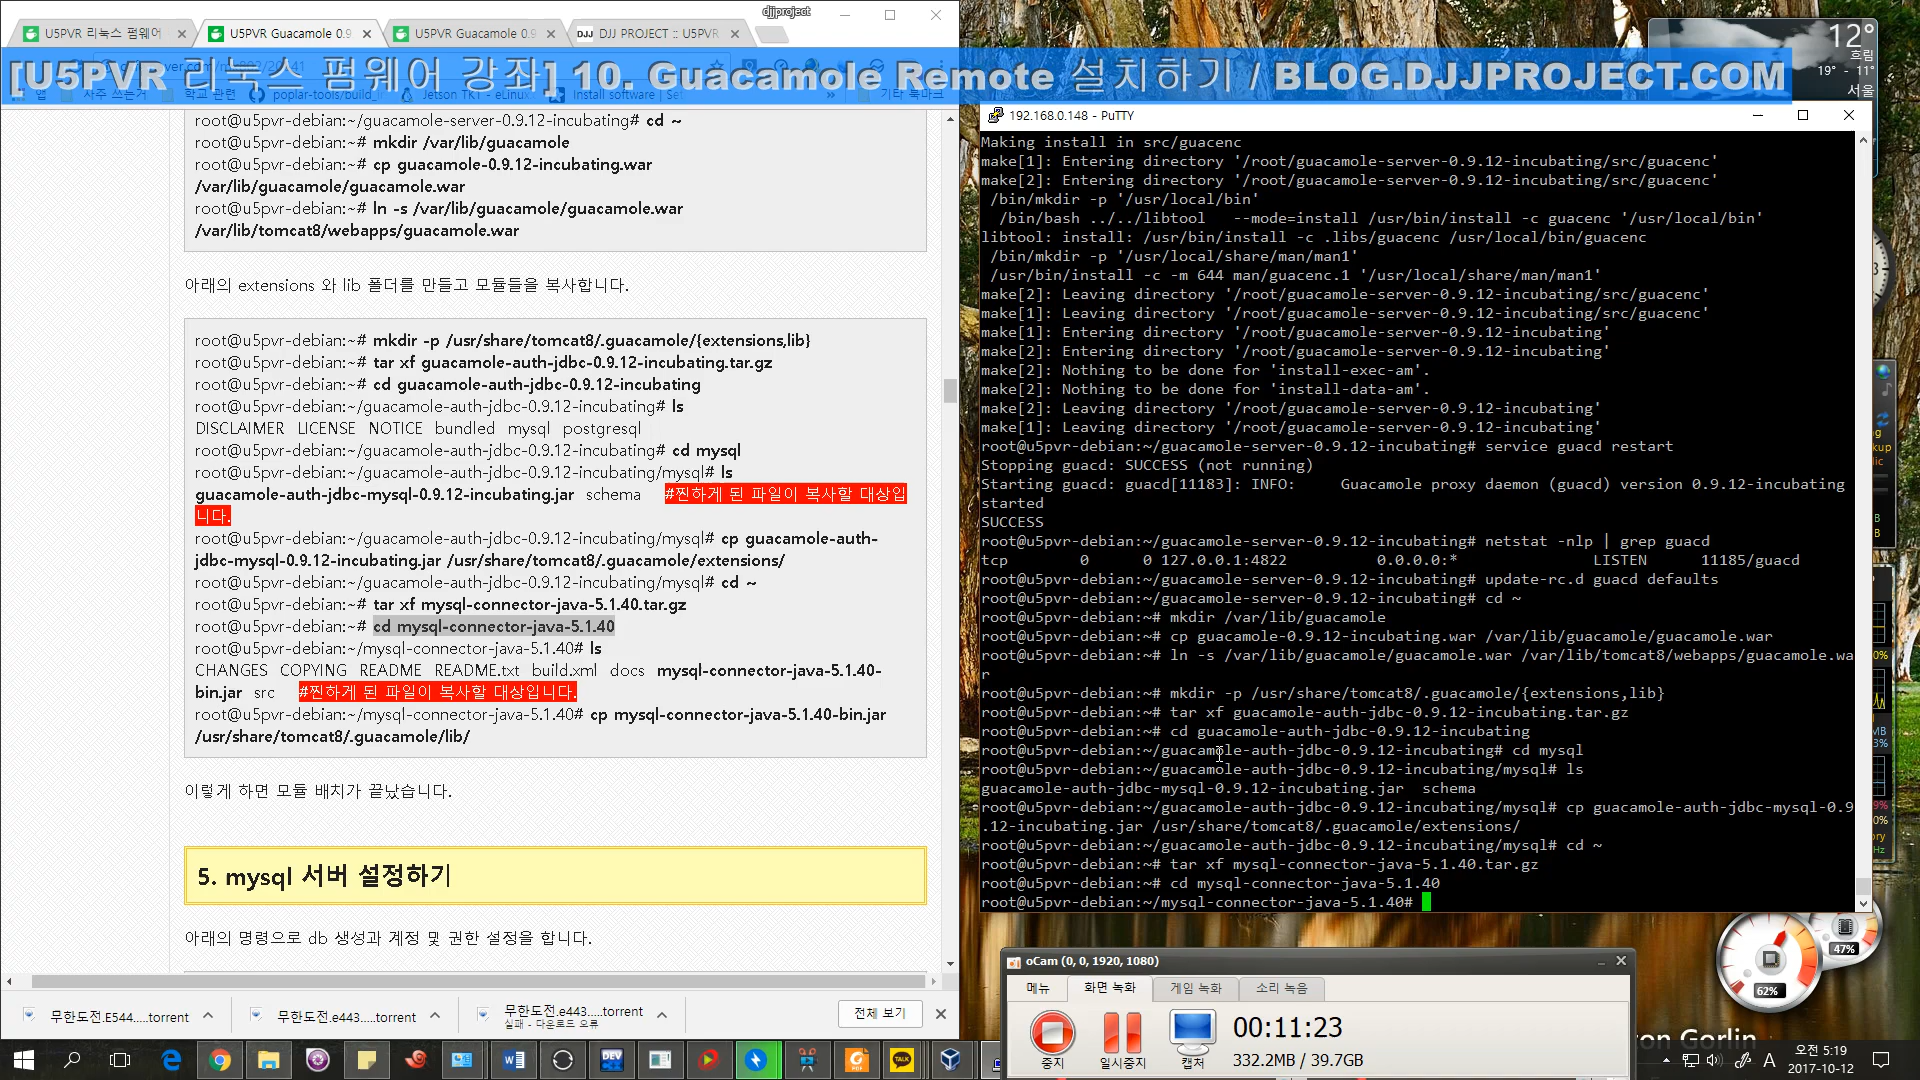 djjproject
U5PVR 리눅스 펌웨어
U5PVR Guacamole 0.9
U5PVR Guacamole 0.9
DJJ PROJECT :: U5PVR
[U5PVR 리눅스 펌웨어 강좌] 10. Guacamole Remote 설치하기 / BLOG.DJJPROJECT.COM
12°
흐림
19° - 11°
서울
root@u5pvr-debian:~/guacamole-server-0.9.12-incubating# cd ~
root@u5pvr-debian:~# mkdir /var/lib/guacamole
root@u5pvr-debian:~# cp guacamole-0.9.12-incubating.war
/var/lib/guacamole/guacamole.war
root@u5pvr-debian:~# ln -s /var/lib/guacamole/guacamole.war
/var/lib/tomcat8/webapps/guacamole.war
아래의 extensions 와 lib 폴더를 만들고 모듈들을 복사합니다.
root@u5pvr-debian:~# mkdir -p /usr/share/tomcat8/.guacamole/{extensions,lib}
root@u5pvr-debian:~# tar xf guacamole-auth-jdbc-0.9.12-incubating.tar.gz
root@u5pvr-debian:~# cd guacamole-auth-jdbc-0.9.12-incubating
root@u5pvr-debian:~/guacamole-auth-jdbc-0.9.12-incubating# ls
DISCLAIMER LICENSE NOTICE bundled mysql postgresql
root@u5pvr-debian:~/guacamole-auth-jdbc-0.9.12-incubating# cd mysql
root@u5pvr-debian:~/guacamole-auth-jdbc-0.9.12-incubating/mysql# ls
guacamole-auth-jdbc-mysql-0.9.12-incubating.jar schema #찐하게 된 파일이 복사할 대상입
니다.
root@u5pvr-debian:~/guacamole-auth-jdbc-0.9.12-incubating/mysql# cp guacamole-auth-
jdbc-mysql-0.9.12-incubating.jar /usr/share/tomcat8/.guacamole/extensions/
root@u5pvr-debian:~/guacamole-auth-jdbc-0.9.12-incubating/mysql# cd ~
root@u5pvr-debian:~# tar xf mysql-connector-java-5.1.40.tar.gz
root@u5pvr-debian:~# cd mysql-connector-java-5.1.40
root@u5pvr-debian:~/mysql-connector-java-5.1.40# ls
CHANGES COPYING README README.txt build.xml docs mysql-connector-java-5.1.40-
bin.jar src #찐하게 된 파일이 복사할 대상입니다.
root@u5pvr-debian:~/mysql-connector-java-5.1.40# cp mysql-connector-java-5.1.40-bin.jar
/usr/share/tomcat8/.guacamole/lib/
이렇게 하면 모듈 배치가 끝났습니다.
5. mysql 서버 설정하기
아래의 명령으로 db 생성과 계정 및 권한 설정을 합니다.
무한도전.E544.....torrent
무한도전.e443.....torrent
무한도전.e443.....torrent
실패 - 다운로드 오류
전체 보기
192.168.0.148 - PuTTY
Making install in src/guacenc
make[1]: Entering directory '/root/guacamole-server-0.9.12-incubating/src/guacenc'
make[2]: Entering directory '/root/guacamole-server-0.9.12-incubating/src/guacenc'
/bin/mkdir -p '/usr/local/bin'
/bin/bash ../../libtool --mode=install /usr/bin/install -c guacenc '/usr/local/bin'
libtool: install: /usr/bin/install -c .libs/guacenc /usr/local/bin/guacenc
/bin/mkdir -p '/usr/local/share/man/man1'
/usr/bin/install -c -m 644 man/guacenc.1 '/usr/local/share/man/man1'
make[2]: Leaving directory '/root/guacamole-server-0.9.12-incubating/src/guacenc'
make[1]: Leaving directory '/root/guacamole-server-0.9.12-incubating/src/guacenc'
make[1]: Entering directory '/root/guacamole-server-0.9.12-incubating'
make[2]: Entering directory '/root/guacamole-server-0.9.12-incubating'
make[2]: Nothing to be done for 'install-exec-am'.
make[2]: Nothing to be done for 'install-data-am'.
make[2]: Leaving directory '/root/guacamole-server-0.9.12-incubating'
make[1]: Leaving directory '/root/guacamole-server-0.9.12-incubating'
root@u5pvr-debian:~/guacamole-server-0.9.12-incubating# service guacd restart
Stopping guacd: SUCCESS (not running)
Starting guacd: guacd[11183]: INFO: Guacamole proxy daemon (guacd) version 0.9.12-incubating
started
SUCCESS
root@u5pvr-debian:~/guacamole-server-0.9.12-incubating# netstat -nlp | grep guacd
tcp 0 0 127.0.0.1:4822 0.0.0.0:* LISTEN 11185/guacd
root@u5pvr-debian:~/guacamole-server-0.9.12-incubating# update-rc.d guacd defaults
root@u5pvr-debian:~/guacamole-server-0.9.12-incubating# cd ~
root@u5pvr-debian:~# mkdir /var/lib/guacamole
root@u5pvr-debian:~# cp guacamole-0.9.12-incubating.war /var/lib/guacamole/guacamole.war
root@u5pvr-debian:~# ln -s /var/lib/guacamole/guacamole.war /var/lib/tomcat8/webapps/guacamole.wa
r
root@u5pvr-debian:~# mkdir -p /usr/share/tomcat8/.guacamole/{extensions,lib}
root@u5pvr-debian:~# tar xf guacamole-auth-jdbc-0.9.12-incubating.tar.gz
root@u5pvr-debian:~# cd guacamole-auth-jdbc-0.9.12-incubating
root@u5pvr-debian:~/guacamole-auth-jdbc-0.9.12-incubating# cd mysql
root@u5pvr-debian:~/guacamole-auth-jdbc-0.9.12-incubating/mysql# ls
guacamole-auth-jdbc-mysql-0.9.12-incubating.jar schema
root@u5pvr-debian:~/guacamole-auth-jdbc-0.9.12-incubating/mysql# cp guacamole-auth-jdbc-mysql-0.9
.12-incubating.jar /usr/share/tomcat8/.guacamole/extensions/
root@u5pvr-debian:~/guacamole-auth-jdbc-0.9.12-incubating/mysql# cd ~
root@u5pvr-debian:~# tar xf mysql-connector-java-5.1.40.tar.gz
root@u5pvr-debian:~# cd mysql-connector-java-5.1.40
root@u5pvr-debian:~/mysql-connector-java-5.1.40#
oCam (0, 0, 1920, 1080)
메뉴
화면 녹화
게임 녹화
소리 녹음
중지
일시중지
캡처
00:11:23
332.2MB / 39.7GB
47%
62%
on Gorlin
A
오전 5:19
2017-10-12